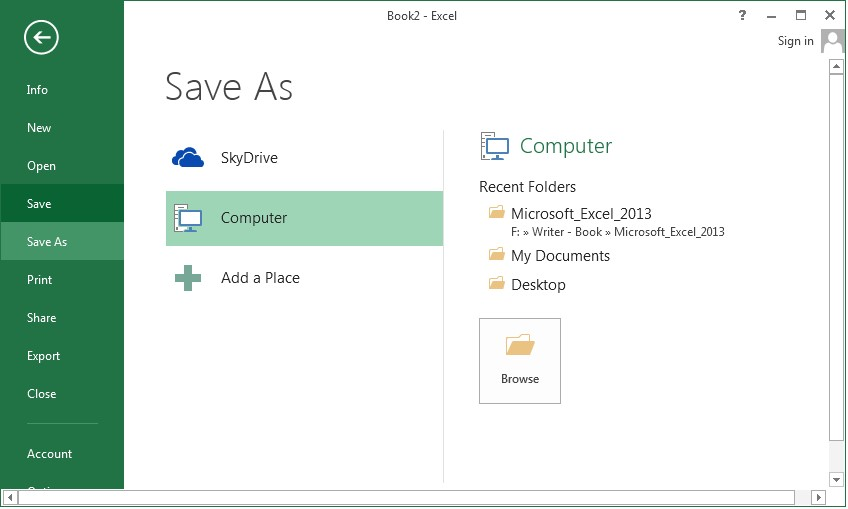 Book2 - Excel
?
Sign in
Info
New
Open
Save
Save As
Print
Share
Export
Close
Account
Save As
SkyDrive
Computer
Add a Place
Computer
Recent Folders
Microsoft_Excel_2013
F: » Writer - Book » Microsoft_Excel_2013
My Documents
Desktop
Browse